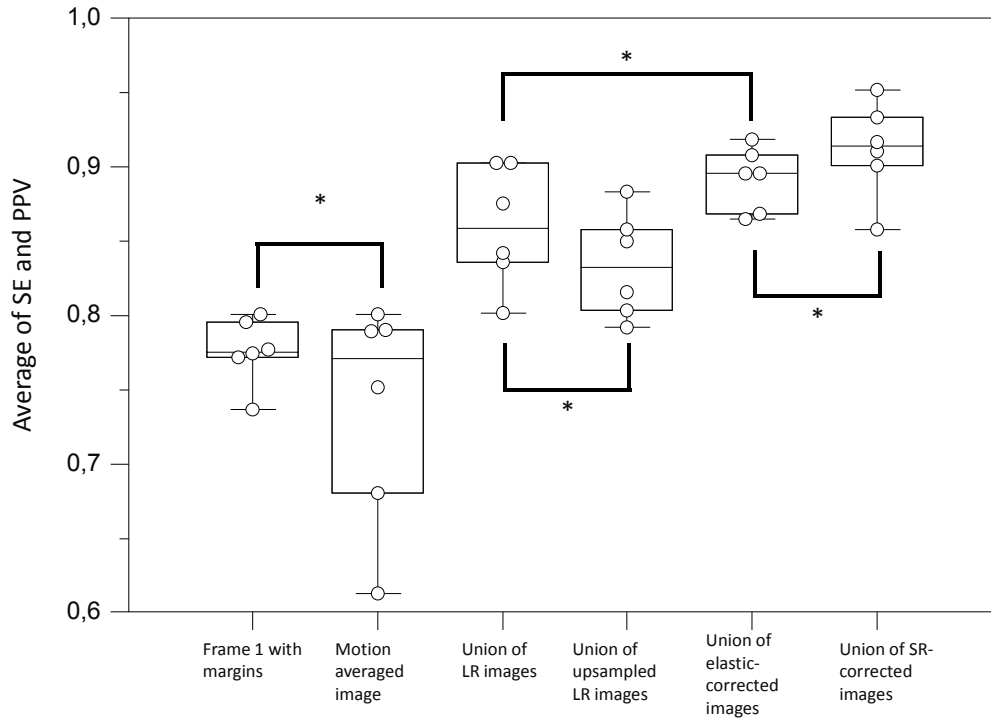 1,0
0,9
0,8
0,7
0,6
Average of SE and PPV
*
*
*
*
Frame 1 with
margins
Motion
averaged
image
Union of
LR images
Union of
upsampled
LR images
Union of
elastic-
corrected
images
Union of SR-
corrected
images